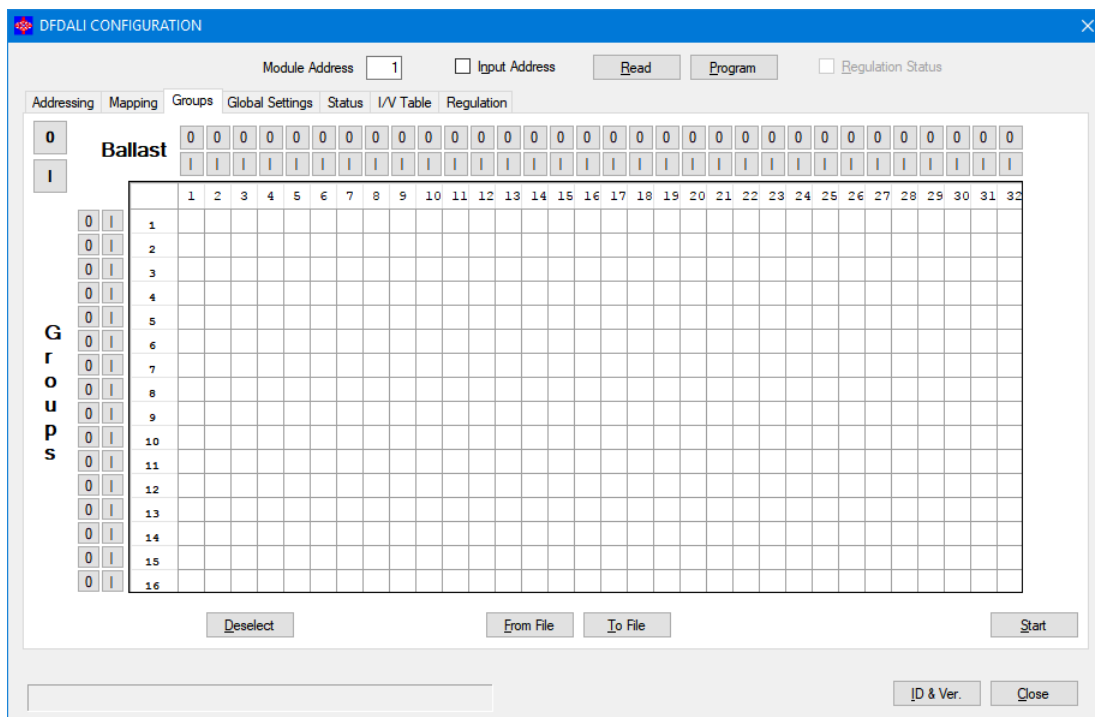 DFDALI CONFIGURATION
Module Address 1 Input Address Read Program Regulation Status
Addressing Mapping Groups Global Settings Status I/V Table Regulation
0 Ballast 0 0 0 0 0 0 0 0 0 0 0 0 0 0 0 0 0 0 0 0 0 0 0 0 0 0 0 0 0 0 0 0
I I I I I I I I I I I I I I I I I I I I I I I I I I I I I I I I I
1 2 3 4 5 6 7 8 9 10 11 12 13 14 15 16 17 18 19 20 21 22 23 24 25 26 27 28 29 30 31 32
Groups
0 I 1
0 I 2
0 I 3
0 I 4
0 I 5
0 I 6
0 I 7
0 I 8
0 I 9
0 I 10
0 I 11
0 I 12
0 I 13
0 I 14
0 I 15
0 I 16
Deselect From File To File Start
ID & Ver. Close